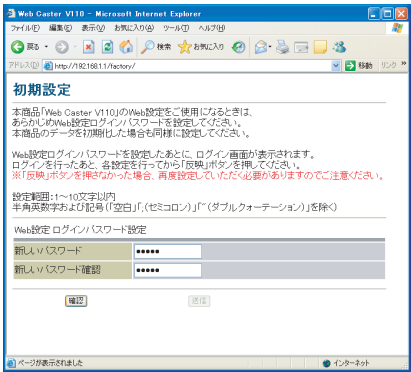 Web Caster V110 - Microsoft Internet Explorer
ファイル(F) 編集(E) 表示(V) お気に入り(A) ツール(T) ヘルプ(H)
戻る 検索 お気に入り
アドレス(D) http://192.168.1.1/factory/ 移動 リンク »
初期設定
本商品「Web Caster V110」のWeb設定をご使用になるときは、
あらかじめWeb設定ログインパスワードを設定してください。
本商品のデータを初期化した場合も同様に設定してください。
Web設定ログインパスワードを設定したあとに、ログイン画面が表示されます。
ログインを行ったあと、各設定を行ってから「反映」ボタンを押してください。
※「反映」ボタンを押さなかった場合、再度設定していただく必要がありますのでご注意ください。
設定範囲：1～10文字以内
半角英数字および記号(「空白」「;(セミコロン)」「"(ダブルクォーテーション)」を除く)
Web設定 ログインパスワード設定
新しいパスワード •••••
新しいパスワード確認 •••••
確認 送信
ページが表示されました インターネット